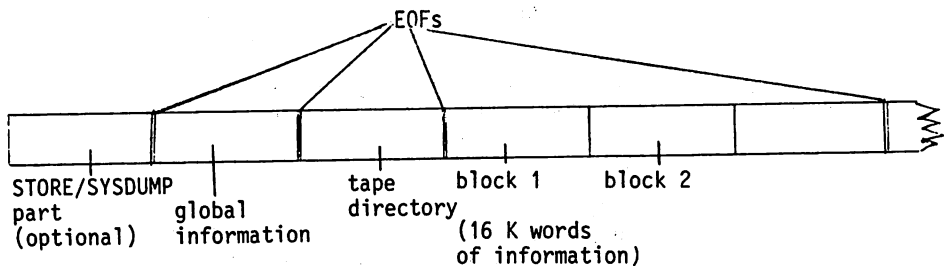 EOFs
STORE/SYSDUMP
part
(optional)
global
information
tape
directory
block 1
(16 K words
of information)
block 2